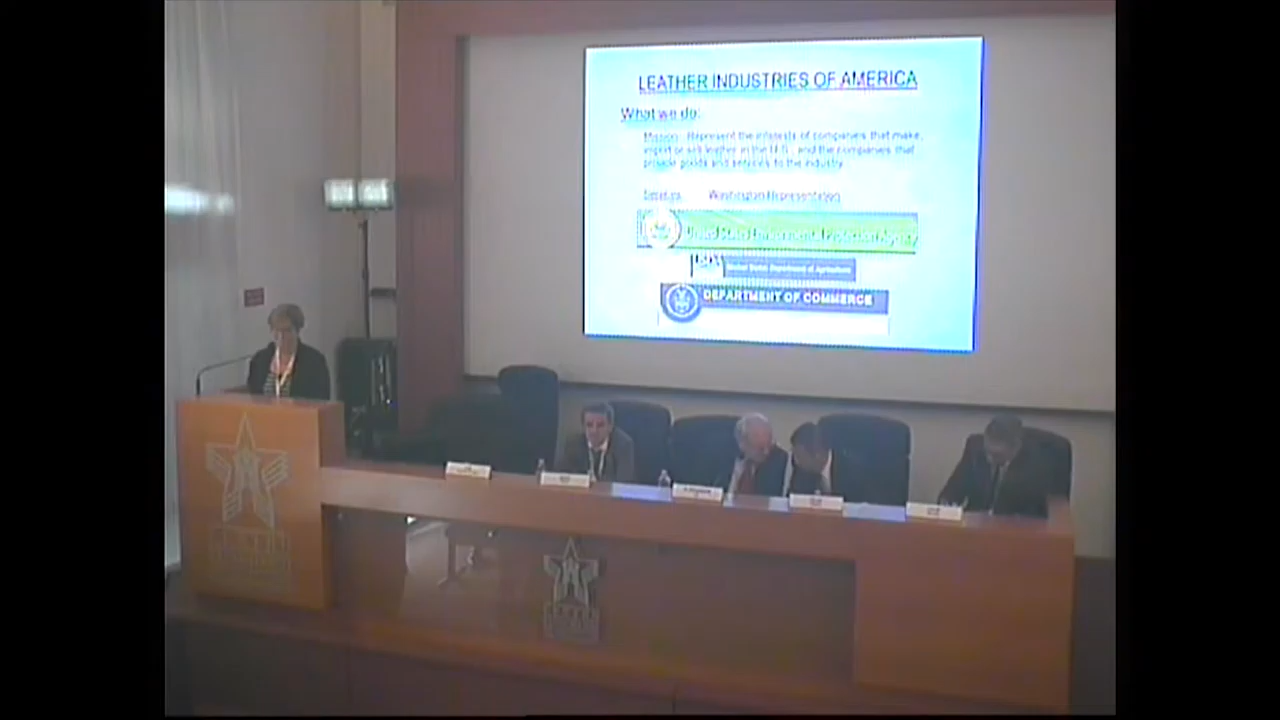 LEATHER INDUSTRIES OF AMERICA
What we do:
Mission: Represent the interests of companies that make,
import or sell leather in the U.S., and the companies that
provide goods and services to the industry.
Services: Washington Representation
United States Environmental Protection Agency
USDA United States Department of Agriculture
DEPARTMENT OF COMMERCE